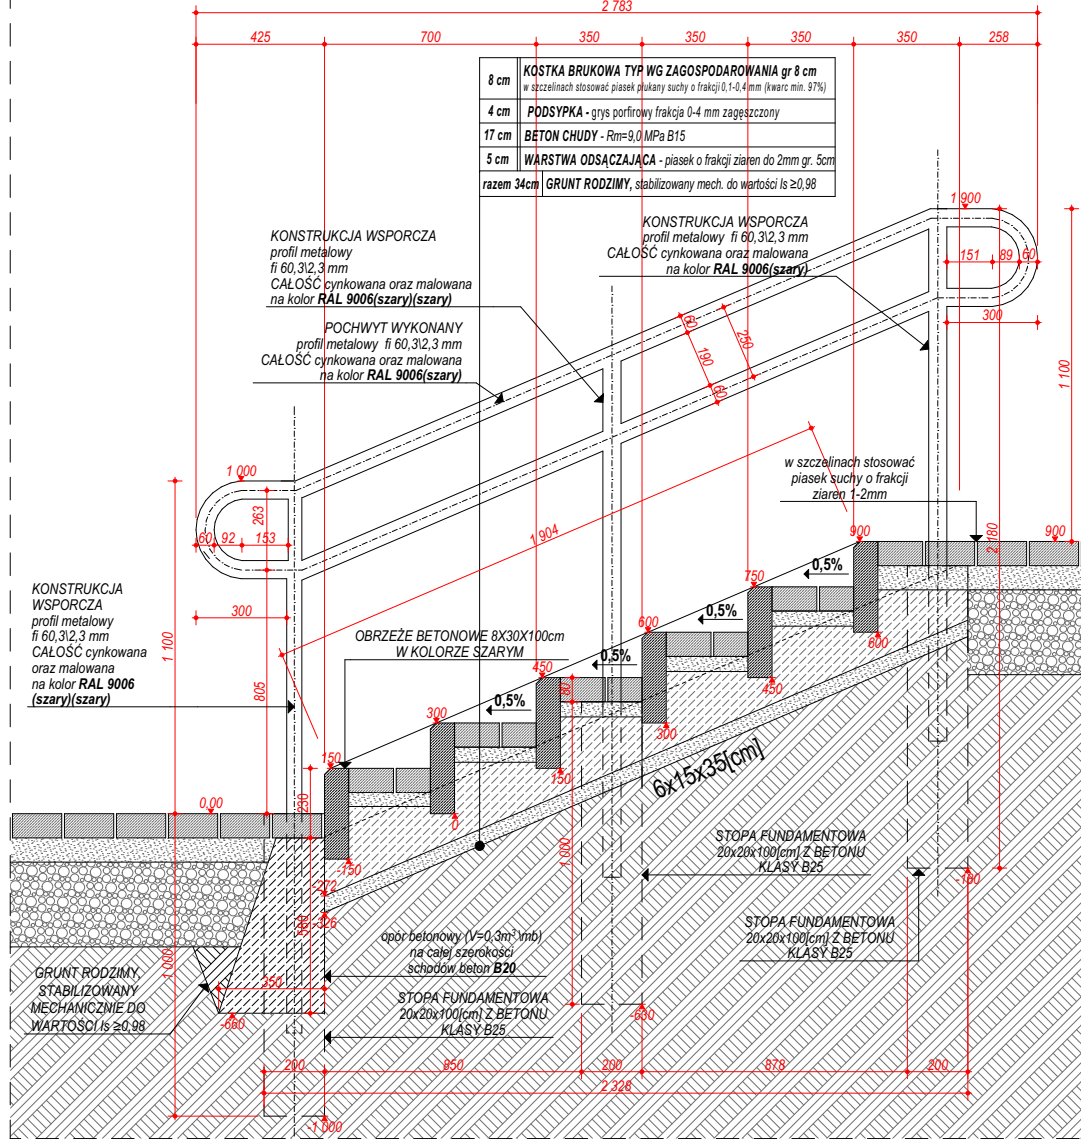 2 783
425
700
350
350
350
350
258
8 cm KOSTKA BRUKOWA TYP WG ZAGOSPODAROWANIA gr 8 cm
w szczelinach stosować piasek płukany suchy o frakcji 0,1-0,4 mm (kwarc min. 97%)
4 cm PODSYPKA - grys porfirowy frakcja 0-4 mm zagęszczony
17 cm BETON CHUDY - Rm=9,0 MPa B15
5 cm WARSTWA ODSĄCZAJĄCA - piasek o frakcji ziaren do 2mm gr. 5cm
razem 34cm GRUNT RODZIMY, stabilizowany mech. do wartości Is ≥0,98
1 900
KONSTRUKCJA WSPORCZA
profil metalowy
fi 60,3\2,3 mm
CAŁOŚĆ cynkowana oraz malowana
na kolor RAL 9006(szary)(szary)
KONSTRUKCJA WSPORCZA
profil metalowy fi 60,3\2,3 mm
CAŁOŚĆ cynkowana oraz malowana
na kolor RAL 9006(szary)
151
89
60
300
POCHWYT WYKONANY
profil metalowy fi 60,3\2,3 mm
CAŁOŚĆ cynkowana oraz malowana
na kolor RAL 9006(szary)
60
190
60
250
1 100
w szczelinach stosować
piasek suchy o frakcji
ziaren 1-2mm
1 000
263
60
92
153
1 904
900
900
2 180
KONSTRUKCJA
WSPORCZA
profil metalowy
fi 60,3\2,3 mm
CAŁOŚĆ cynkowana
oraz malowana
na kolor RAL 9006
(szary)(szary)
300
1 100
805
OBRZEŻE BETONOWE 8X30X100cm
W KOLORZE SZARYM
0,5%
0,5%
0,5%
0,5%
750
600
600
450
450
80
300
300
150
150
0
0,00
230
-150
-272
-326
560
6x15x35[cm]
1 000
STOPA FUNDAMENTOWA
20x20x100[cm] Z BETONU
KLASY B25
-180
STOPA FUNDAMENTOWA
20x20x100[cm] Z BETONU
KLASY B25
opór betonowy (V=0,3m³\mb)
na całej szerokości
schodów beton B20
GRUNT RODZIMY,
STABILIZOWANY
MECHANICZNIE DO
WARTOŚCI Is ≥0,98
1 000
350
-660
STOPA FUNDAMENTOWA
20x20x100[cm] Z BETONU
KLASY B25
-630
200
850
200
878
200
2 328
-1 000